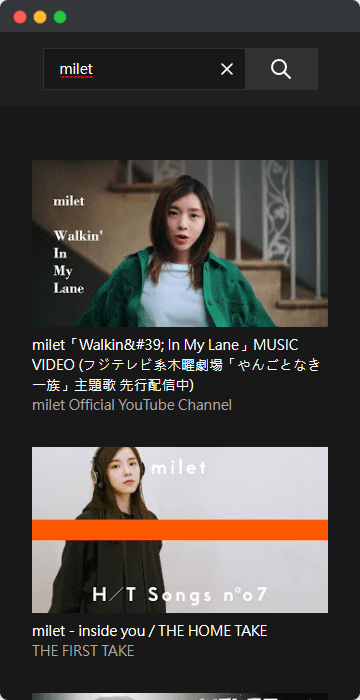 milet
milet
Walkin'
In
My
Lane
milet「Walkin&#39; In My Lane」MUSIC
VIDEO (フジテレビ系木曜劇場「やんごとなき
一族」主題歌 先行配信中)
milet Official YouTube Channel
milet
H/T Songs n°07
milet - inside you / THE HOME TAKE
THE FIRST TAKE